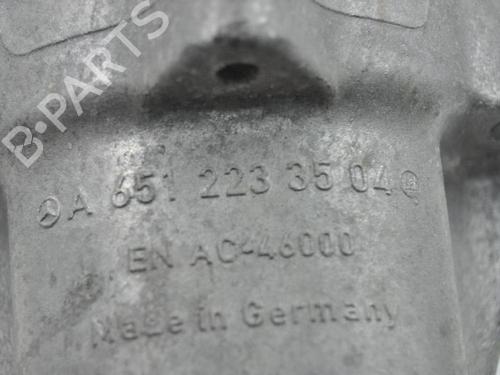 B-PARTS
A 651 223 35 04
EN AC-46000
Made in Germany